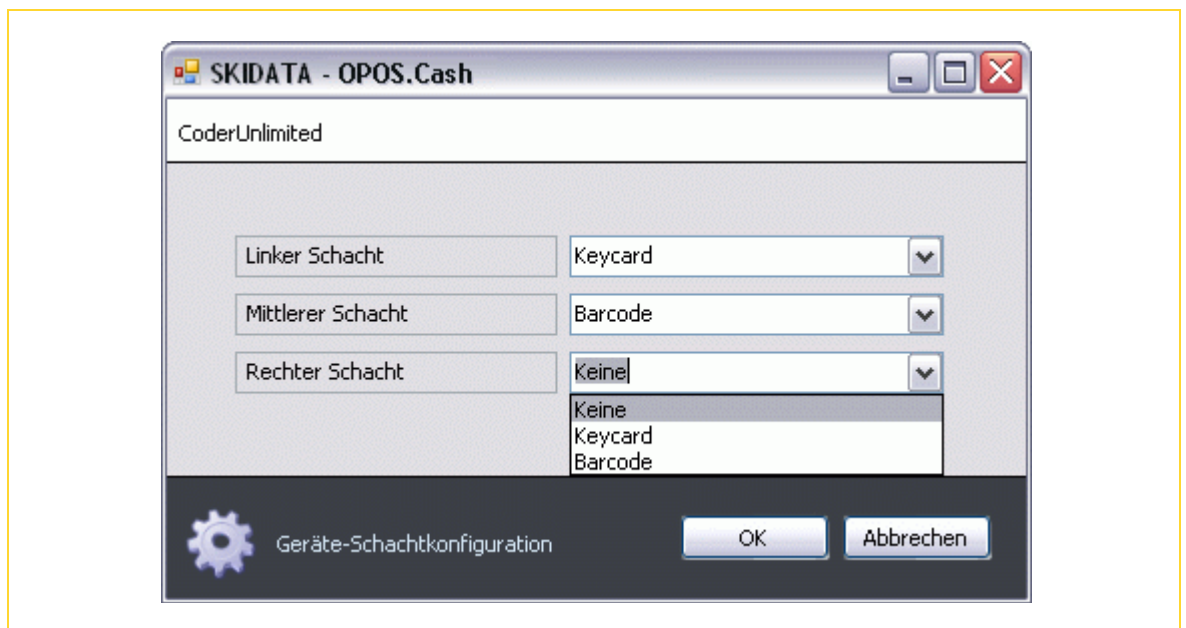 SKIDATA - OPOS.Cash
CoderUnlimited
Linker Schacht Keycard
Mittlerer Schacht Barcode
Rechter Schacht Keine
Keine
Keycard
Barcode
Geräte-Schachtkonfiguration OK Abbrechen